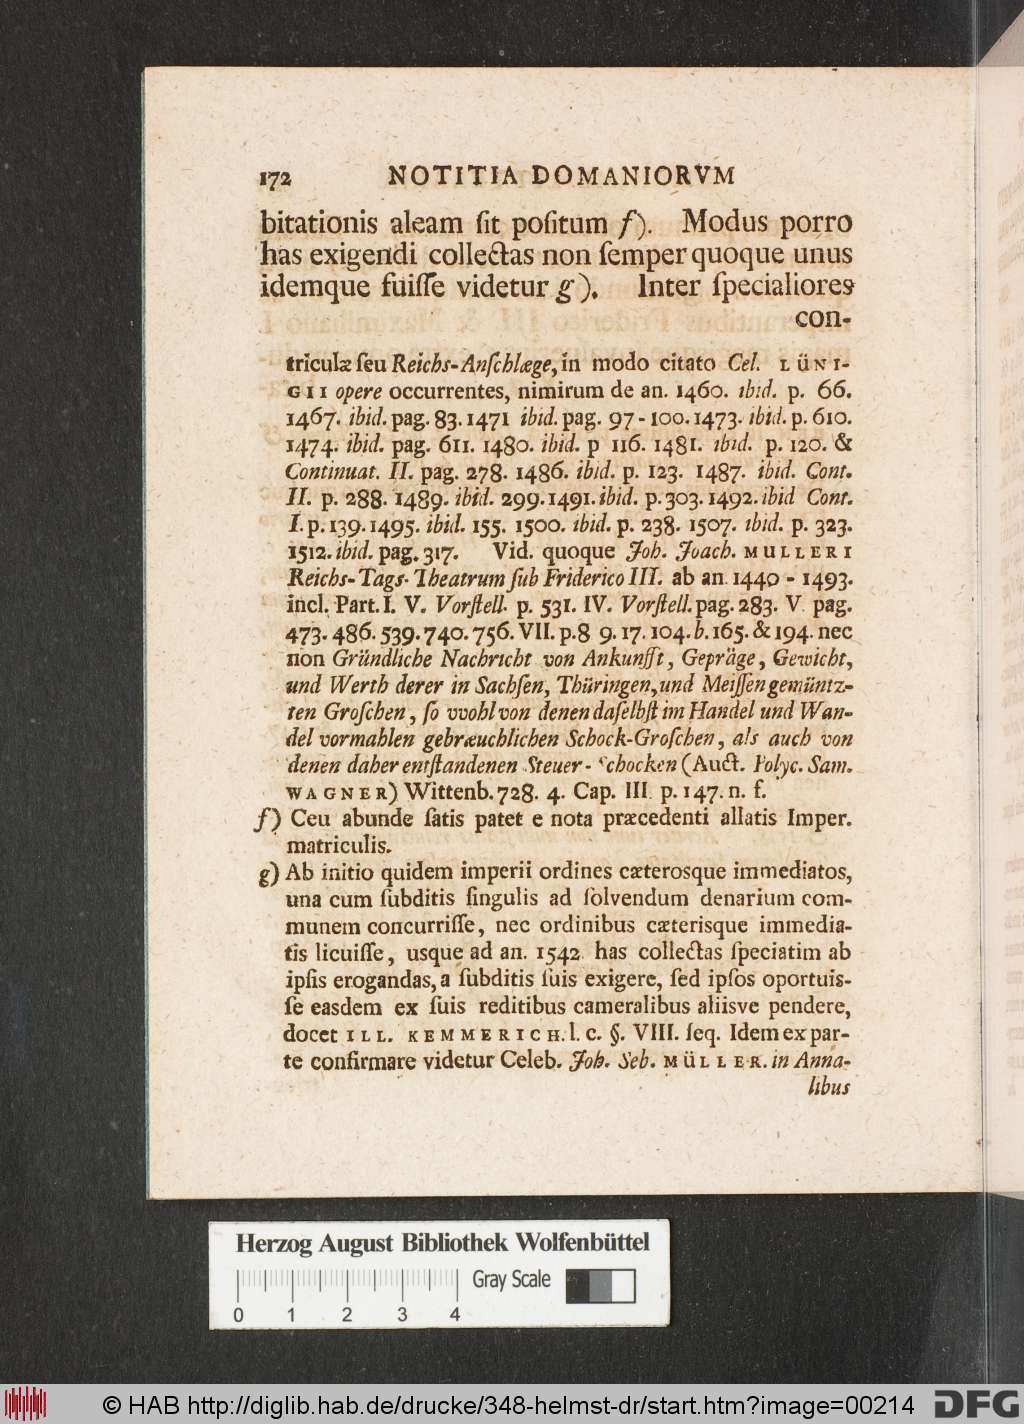 172 NOTITIA DOMANIORVM
bitationis aleam ſit poſitum f). Modus porro
has exigendi collectas non ſemper quoque unus
idemque fuiſſe videtur g). Inter ſpecialiores
con-
triculæ ſeu Reichs-Anſchlæge, in modo citato Cel. LÜNI-
GII opere occurrentes, nimirum de an. 1460. ibid. p. 66.
1467. ibid. pag. 83. 1471 ibid. pag. 97-100. 1473. ibid. p. 610.
1474. ibid. pag. 611. 1480. ibid. p 116. 1481. ibid. p. 120. &
Continuat. II. pag. 278. 1486. ibid. p. 123. 1487. ibid. Cont.
II. p. 288. 1489. ibid. 299. 1491. ibid. p. 303. 1492. ibid Cont.
I. p. 139. 1495. ibid. 155. 1500. ibid. p. 238. 1507. ibid. p. 323.
1512. ibid. pag. 317. Vid. quoque Joh. Joach. MULLERI
Reichs-Tags-Theatrum ſub Friderico III. ab an. 1440 - 1493.
incl. Part. I. V. Vorſtell. p. 531. IV. Vorſtell. pag. 283. V. pag.
473. 486. 539. 740. 756. VII. p. 8 9. 17. 104. b. 165. & 194. nec
non Gründliche Nachricht von Ankunfft, Gepräge, Gewicht,
und Werth derer in Sachſen, Thüringen, und Meiſſen gemüntz-
ten Groſchen, ſo vvohl von denen daſelbſt im Handel und Wan-
del vormahlen gebræuchlichen Schock-Groſchen, als auch von
denen daher entſtandenen Steuer-Schocken (Auct. Polyc. Sam.
WAGNER) Wittenb. 728. 4. Cap. III p. 147. n. f.
f) Ceu abunde ſatis patet e nota præcedenti allatis Imper.
matriculis.
g) Ab initio quidem imperii ordines cæterosque immediatos,
una cum ſubditis ſingulis ad ſolvendum denarium com-
munem concurriſſe, nec ordinibus cæterisque immedia-
tis licuiſſe, usque ad an. 1542 has collectas ſpeciatim ab
ipſis erogandas, a ſubditis ſuis exigere, ſed ipſos oportuiſ-
ſe easdem ex ſuis reditibus cameralibus aliisve pendere,
docet ILL. KEMMERICH. l. c. §. VIII. ſeq. Idem ex par-
te confirmare videtur Celeb. Joh. Seb. MÜLLER. in Anna-
libus
Herzog August Bibliothek Wolfenbüttel
Gray Scale
0 1 2 3 4
© HAB http://diglib.hab.de/drucke/348-helmst-dr/start.htm?image=00214 DFG